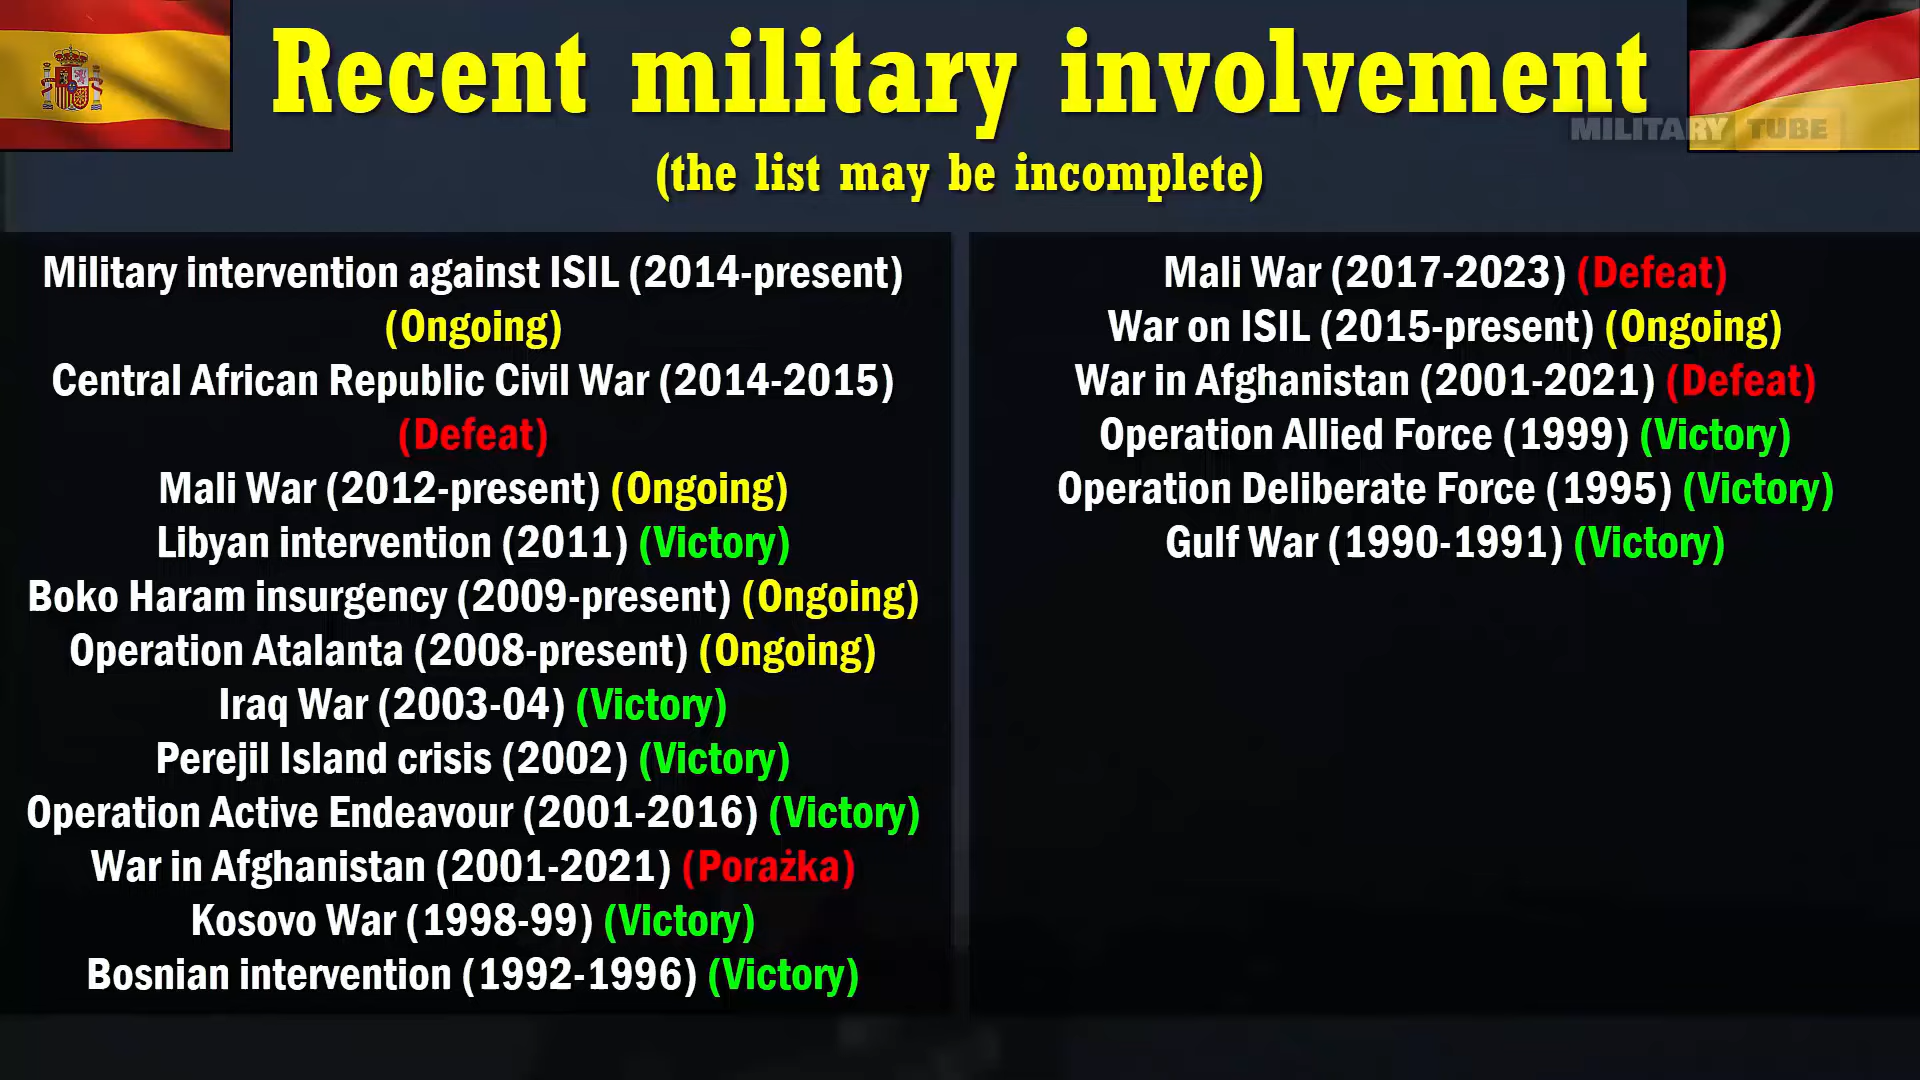 Recent military involvement
MILITARY TUBE
(the list may be incomplete)
Military intervention against ISIL (2014-present)
(Ongoing)
Central African Republic Civil War (2014-2015)
(Defeat)
Mali War (2012-present) (Ongoing)
Libyan intervention (2011) (Victory)
Boko Haram insurgency (2009-present) (Ongoing)
Operation Atalanta (2008-present) (Ongoing)
Iraq War (2003-04) (Victory)
Perejil Island crisis (2002) (Victory)
Operation Active Endeavour (2001-2016) (Victory)
War in Afghanistan (2001-2021) (Porażka)
Kosovo War (1998-99) (Victory)
Bosnian intervention (1992-1996) (Victory)
Mali War (2017-2023) (Defeat)
War on ISIL (2015-present) (Ongoing)
War in Afghanistan (2001-2021) (Defeat)
Operation Allied Force (1999) (Victory)
Operation Deliberate Force (1995) (Victory)
Gulf War (1990-1991) (Victory)